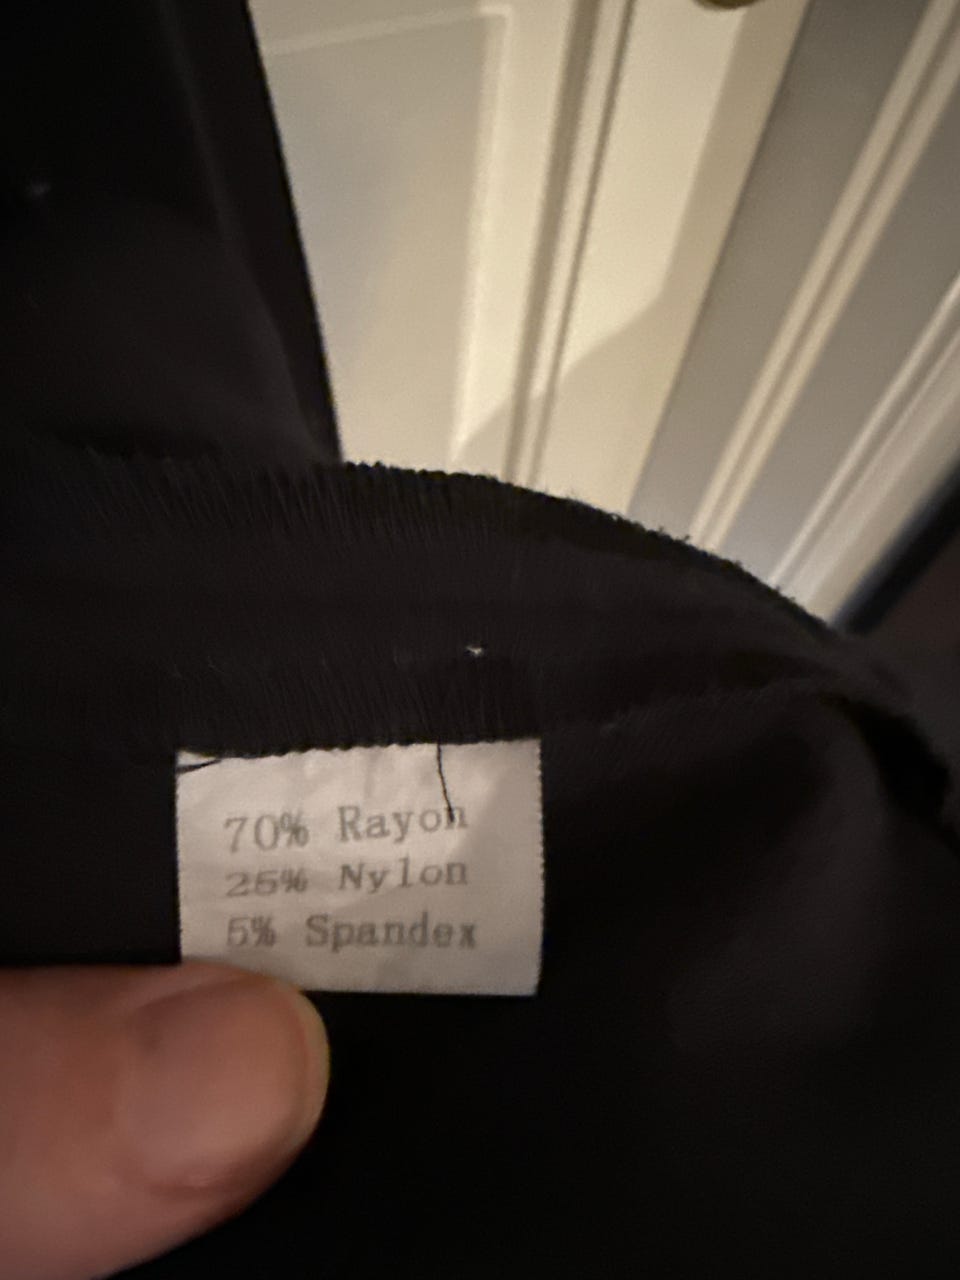 70% Rayon
25% Nylon
5% Spandex